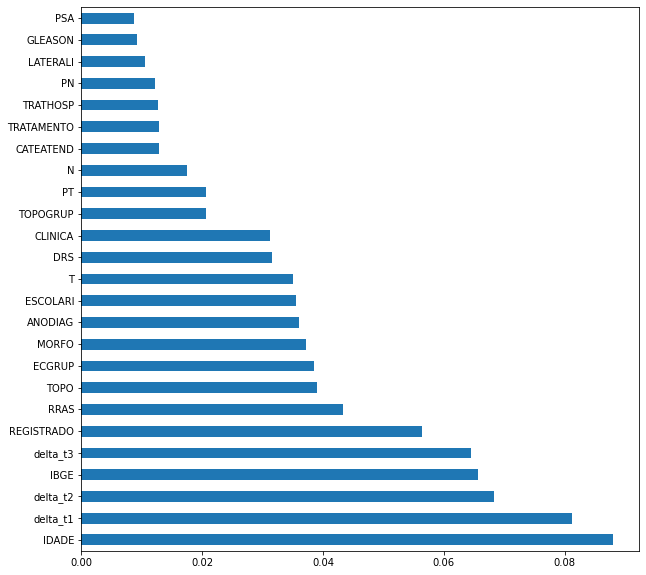 PSA
GLEASON
LATERALI
PN
TRATHOSP
TRATAMENTO
CATEATEND
N
PT
TOPOGRUP
CLINICA
DRS
T
ESCOLARI
ANODIAG
MORFO
ECGRUP
TOPO
RRAS
REGISTRADO
delta_t3
IBGE
delta_t2
delta_t1
IDADE
0.00 0.02 0.04 0.06 0.08